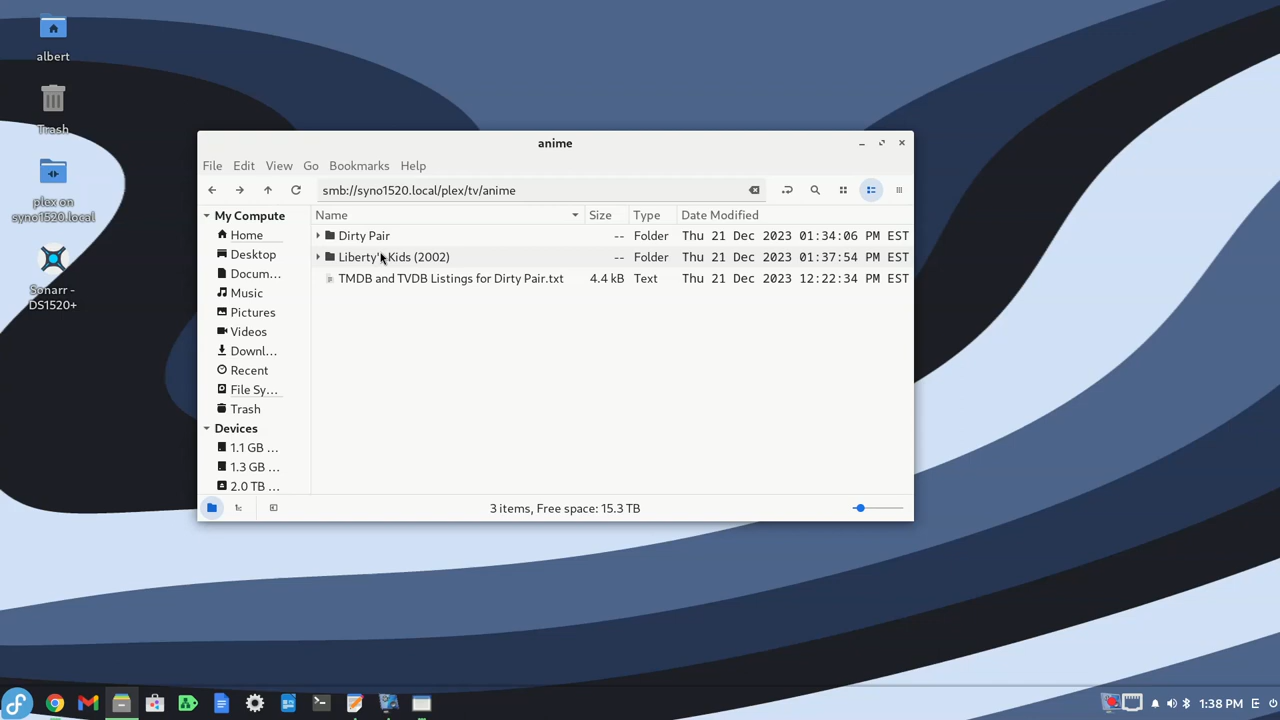 albert
Trash
plex on
syno1520.local
Sonarr -
DS1520+
anime
File Edit View Go Bookmarks Help
smb://syno1520.local/plex/tv/anime
My Compute
Home
Desktop
Docum...
Music
Pictures
Videos
Downl...
Recent
File Sy...
Trash
Devices
1.1 GB ...
1.3 GB ...
2.0 TB ...
Name Size Type Date Modified
Dirty Pair -- Folder Thu 21 Dec 2023 01:34:06 PM EST
Liberty's Kids (2002) -- Folder Thu 21 Dec 2023 01:37:54 PM EST
TMDB and TVDB Listings for Dirty Pair.txt 4.4 kB Text Thu 21 Dec 2023 12:22:34 PM EST
3 items, Free space: 15.3 TB
1:38 PM